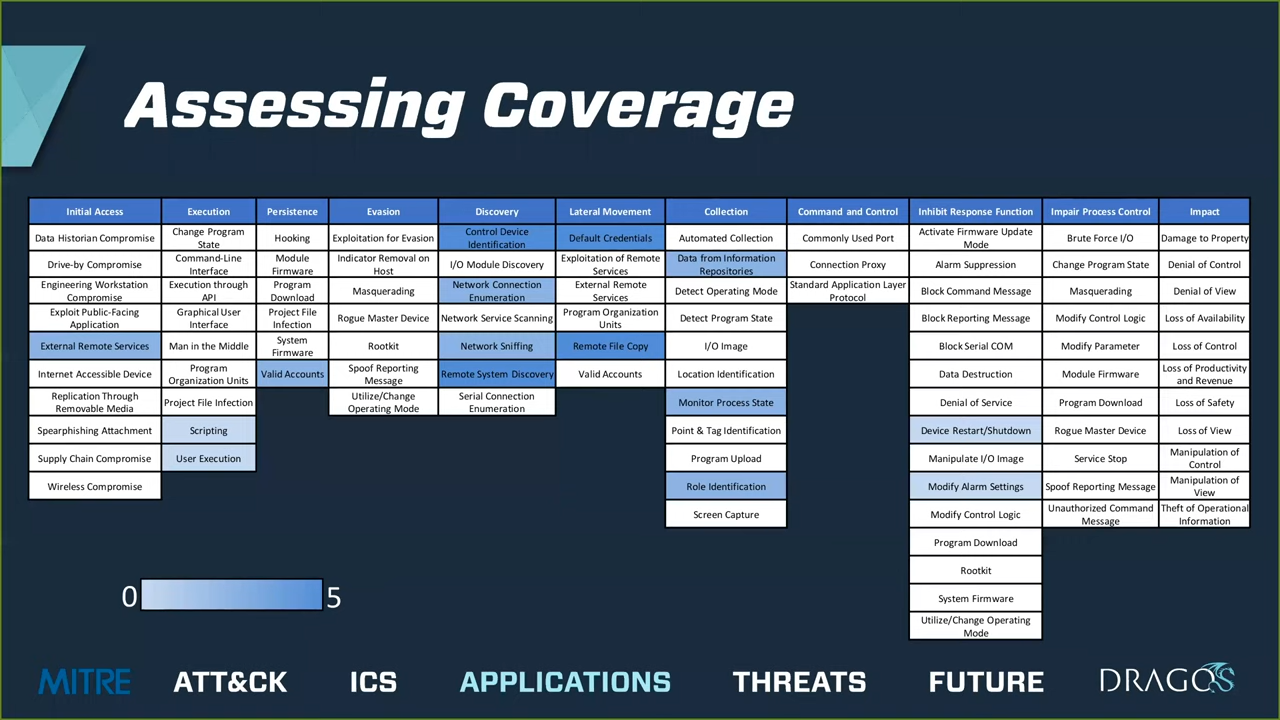 Assessing Coverage
Initial Access
Data Historian Compromise
Drive-by Compromise
Engineering Workstation
Compromise
Exploit Public-Facing
Application
External Remote Services
Internet Accessible Device
Replication Through
Removable Media
Spearphishing Attachment
Supply Chain Compromise
Wireless Compromise
Execution
Change Program
State
Command-Line
Interface
Execution through
API
Graphical User
Interface
Man in the Middle
Program
Organization Units
Project File Infection
Scripting
User Execution
Persistence
Hooking
Module
Firmware
Program
Download
Project File
Infection
System
Firmware
Valid Accounts
Evasion
Exploitation for Evasion
Indicator Removal on
Host
Masquerading
Rogue Master Device
Rootkit
Spoof Reporting
Message
Utilize/Change
Operating Mode
Discovery
Control Device
Identification
I/O Module Discovery
Network Connection
Enumeration
Network Service Scanning
Network Sniffing
Remote System Discovery
Serial Connection
Enumeration
Lateral Movement
Default Credentials
Exploitation of Remote
Services
External Remote
Services
Program Organization
Units
Remote File Copy
Valid Accounts
Collection
Automated Collection
Data from Information
Repositories
Detect Operating Mode
Detect Program State
I/O Image
Location Identification
Monitor Process State
Point & Tag Identification
Program Upload
Role Identification
Screen Capture
Command and Control
Commonly Used Port
Connection Proxy
Standard Application Layer
Protocol
Inhibit Response Function
Activate Firmware Update
Mode
Alarm Suppression
Block Command Message
Block Reporting Message
Block Serial COM
Data Destruction
Denial of Service
Device Restart/Shutdown
Manipulate I/O Image
Modify Alarm Settings
Modify Control Logic
Program Download
Rootkit
System Firmware
Utilize/Change Operating
Mode
Impair Process Control
Brute Force I/O
Change Program State
Masquerading
Modify Control Logic
Modify Parameter
Module Firmware
Program Download
Rogue Master Device
Service Stop
Spoof Reporting Message
Unauthorized Command
Message
Impact
Damage to Property
Denial of Control
Denial of View
Loss of Availability
Loss of Control
Loss of Productivity
and Revenue
Loss of Safety
Loss of View
Manipulation of
Control
Manipulation of
View
Theft of Operational
Information
0 5
MITRE ATT&CK ICS APPLICATIONS THREATS FUTURE DRAGOS